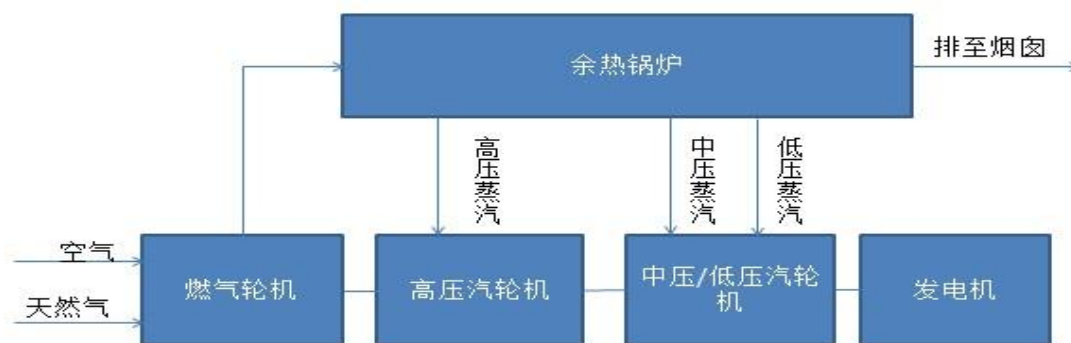 余热锅炉
排至烟囱
高压蒸汽
中压蒸汽
低压蒸汽
空气
天然气
燃气轮机
高压汽轮机
中压/低压汽轮
机
发电机